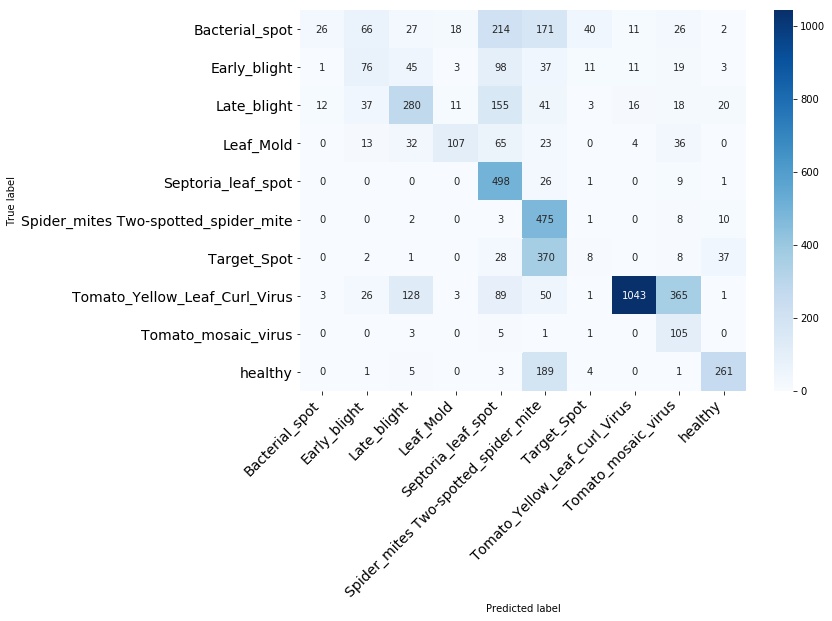 Bacterial_spot 26 66 27 18 214 171 40 11 26 2
Early_blight 1 76 45 3 98 37 11 11 19 3
Late_blight 12 37 280 11 155 41 3 16 18 20
Leaf_Mold 0 13 32 107 65 23 0 4 36 0
Septoria_leaf_spot 0 0 0 0 498 26 1 0 9 1
Spider_mites Two-spotted_spider_mite 0 0 2 0 3 475 1 0 8 10
Target_Spot 0 2 1 0 28 370 8 0 8 37
Tomato_Yellow_Leaf_Curl_Virus 3 26 128 3 89 50 1 1043 365 1
Tomato_mosaic_virus 0 0 3 0 5 1 1 0 105 0
healthy 0 1 5 0 3 189 4 0 1 261
True label
1000
800
600
400
200
0
Bacterial_spot
Early_blight
Late_blight
Leaf_Mold
Septoria_leaf_spot
Spider_mites Two-spotted_spider_mite
Target_Spot
Tomato_Yellow_Leaf_Curl_Virus
Tomato_mosaic_virus
healthy
Predicted label